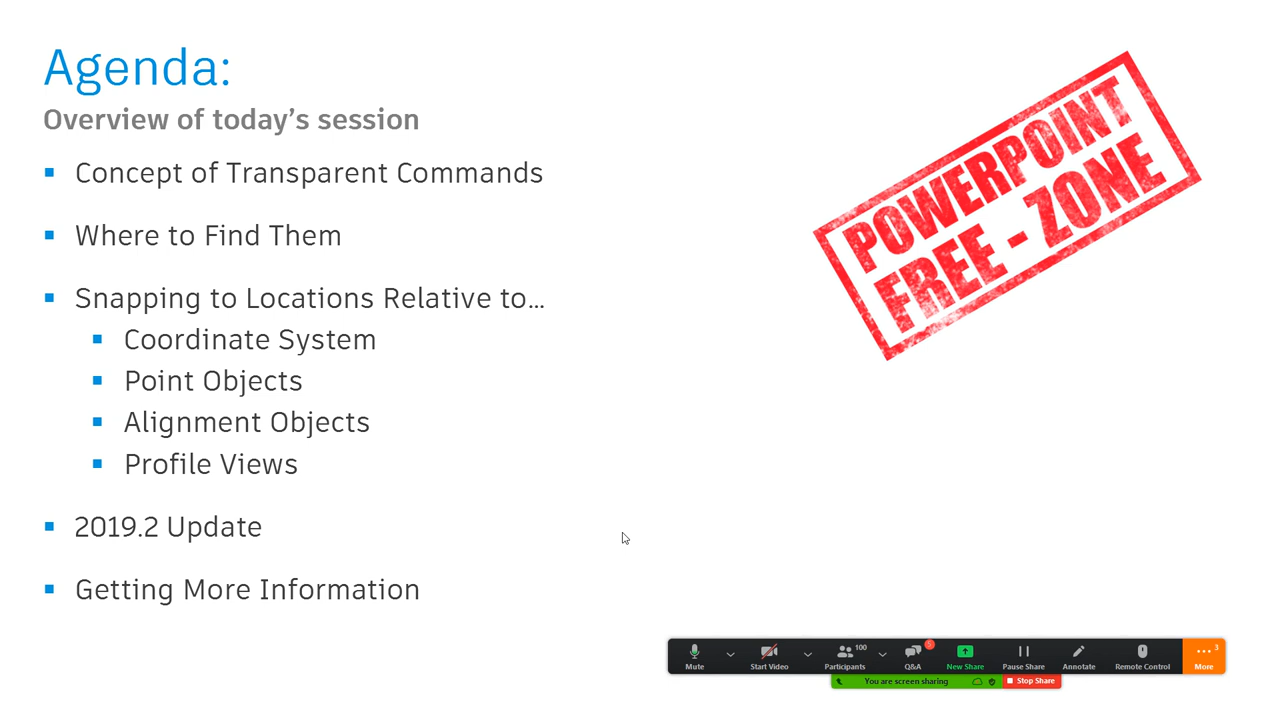 Agenda:
Overview of today's session
Concept of Transparent Commands
Where to Find Them
Snapping to Locations Relative to...
Coordinate System
Point Objects
Alignment Objects
Profile Views
2019.2 Update
Getting More Information
POWERPOINT
FREE - ZONE
100
5
3
Mute
Start Video
Participants
Q&A
New Share
Pause Share
Annotate
Remote Control
More
You are screen sharing
Stop Share